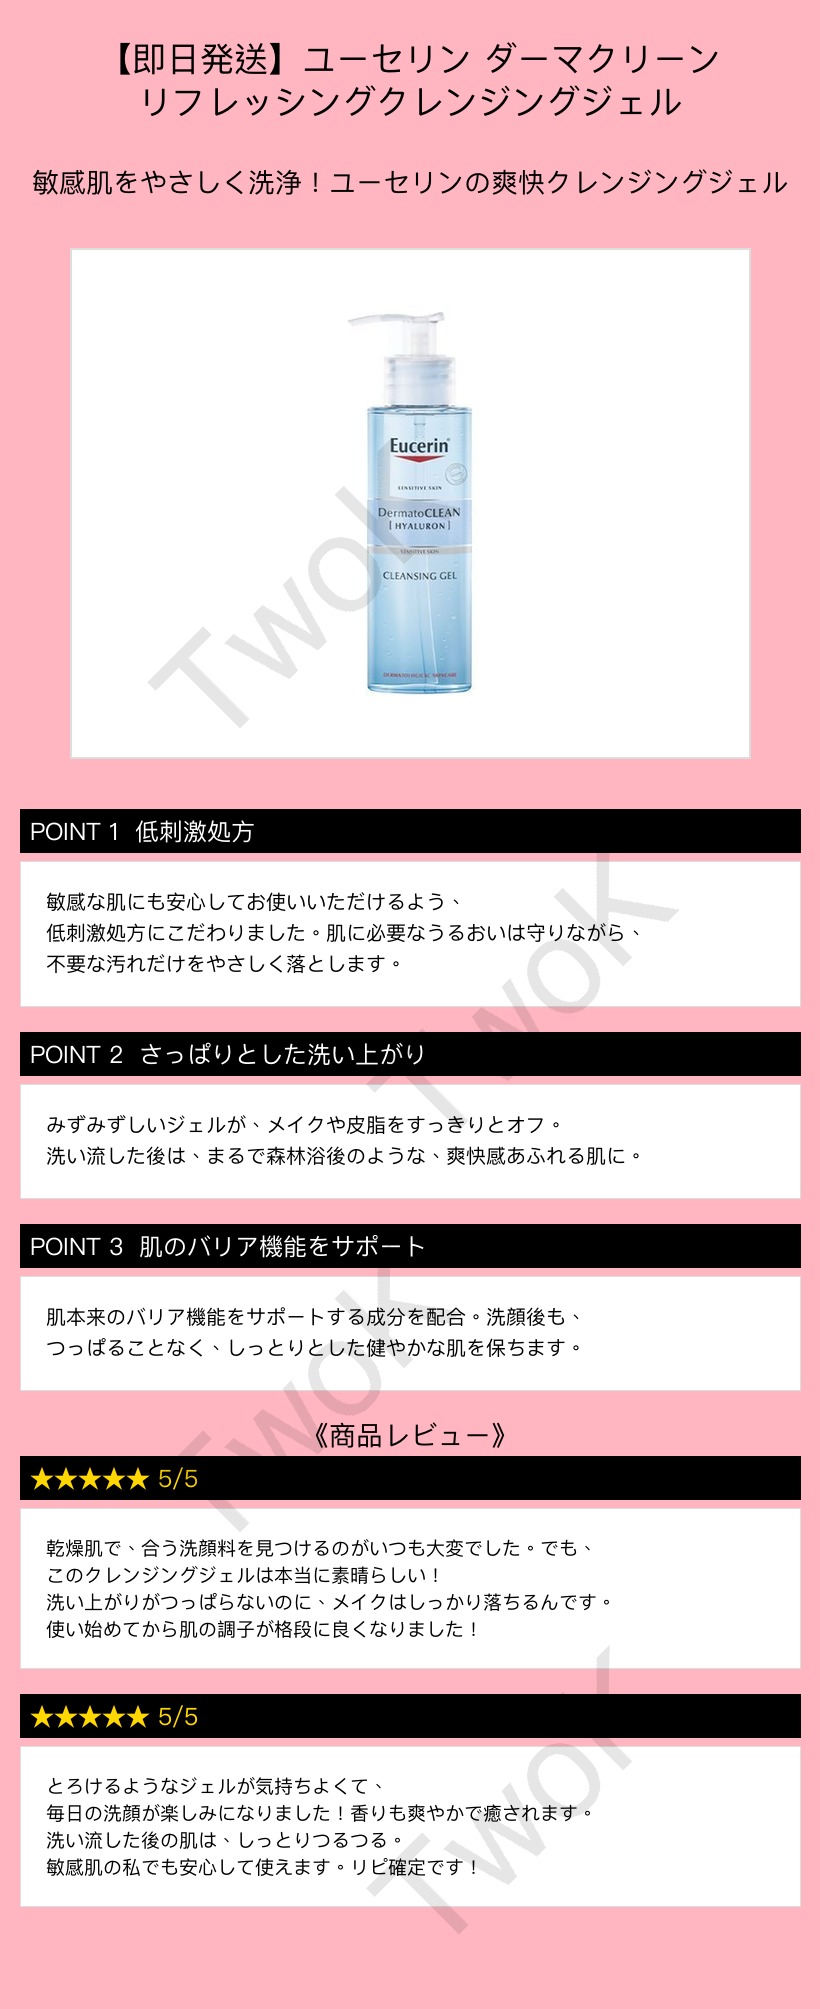 【即日発送】ユーセリン ダーマクリーン
リフレッシングクレンジングジェル
敏感肌をやさしく洗浄！ユーセリンの爽快クレンジングジェル
Eucerin®
SENSITIVE SKIN
DermatoCLEAN
[ HYALURON ]
SENSITIVE SKIN
CLEANSING GEL
DERMATOLOGICAL SKINCARE
TwoK
POINT 1 低刺激処方
敏感な肌にも安心してお使いいただけるよう、
低刺激処方にこだわりました。肌に必要なうるおいは守りながら、
不要な汚れだけをやさしく落とします。
TwoK
POINT 2 さっぱりとした洗い上がり
みずみずしいジェルが、メイクや皮脂をすっきりとオフ。
洗い流した後は、まるで森林浴後のような、爽快感あふれる肌に。
POINT 3 肌のバリア機能をサポート
肌本来のバリア機能をサポートする成分を配合。洗顔後も、
つっぱることなく、しっとりとした健やかな肌を保ちます。
TwoK
《商品レビュー》
★★★★★ 5/5
乾燥肌で、合う洗顔料を見つけるのがいつも大変でした。でも、
このクレンジングジェルは本当に素晴らしい！
洗い上がりがつっぱらないのに、メイクはしっかり落ちるんです。
使い始めてから肌の調子が格段に良くなりました！
★★★★★ 5/5
とろけるようなジェルが気持ちよくて、
毎日の洗顔が楽しみになりました！香りも爽やかで癒されます。
洗い流した後の肌は、しっとりつるつる。
敏感肌の私でも安心して使えます。リピ確定です！
TwoK